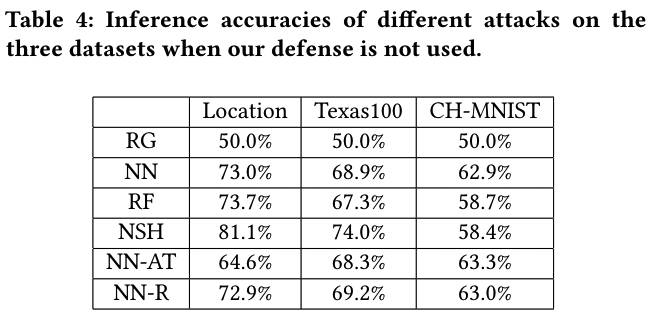 Table 4: Inference accuracies of different attacks on the
three datasets when our defense is not used.
Location Texas100 CH-MNIST
RG 50.0% 50.0% 50.0%
NN 73.0% 68.9% 62.9%
RF 73.7% 67.3% 58.7%
NSH 81.1% 74.0% 58.4%
NN-AT 64.6% 68.3% 63.3%
NN-R 72.9% 69.2% 63.0%